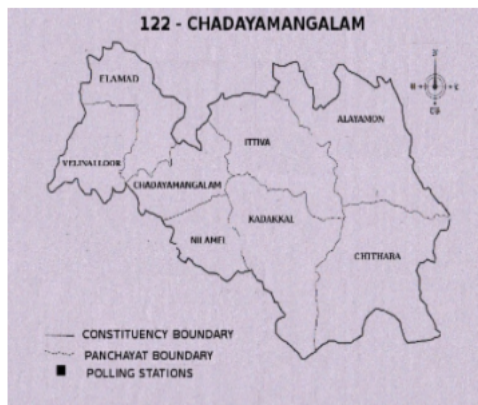 122 - CHADAYAMANGALAM
ELAMAD
ALAYAMON
ITTIVA
VELINALLOOR
CHADAYAMANGALAM
KADAKKAL
NILAMEL
CHITHARA
CONSTITUENCY BOUNDARY
PANCHAYAT BOUNDARY
POLLING STATIONS